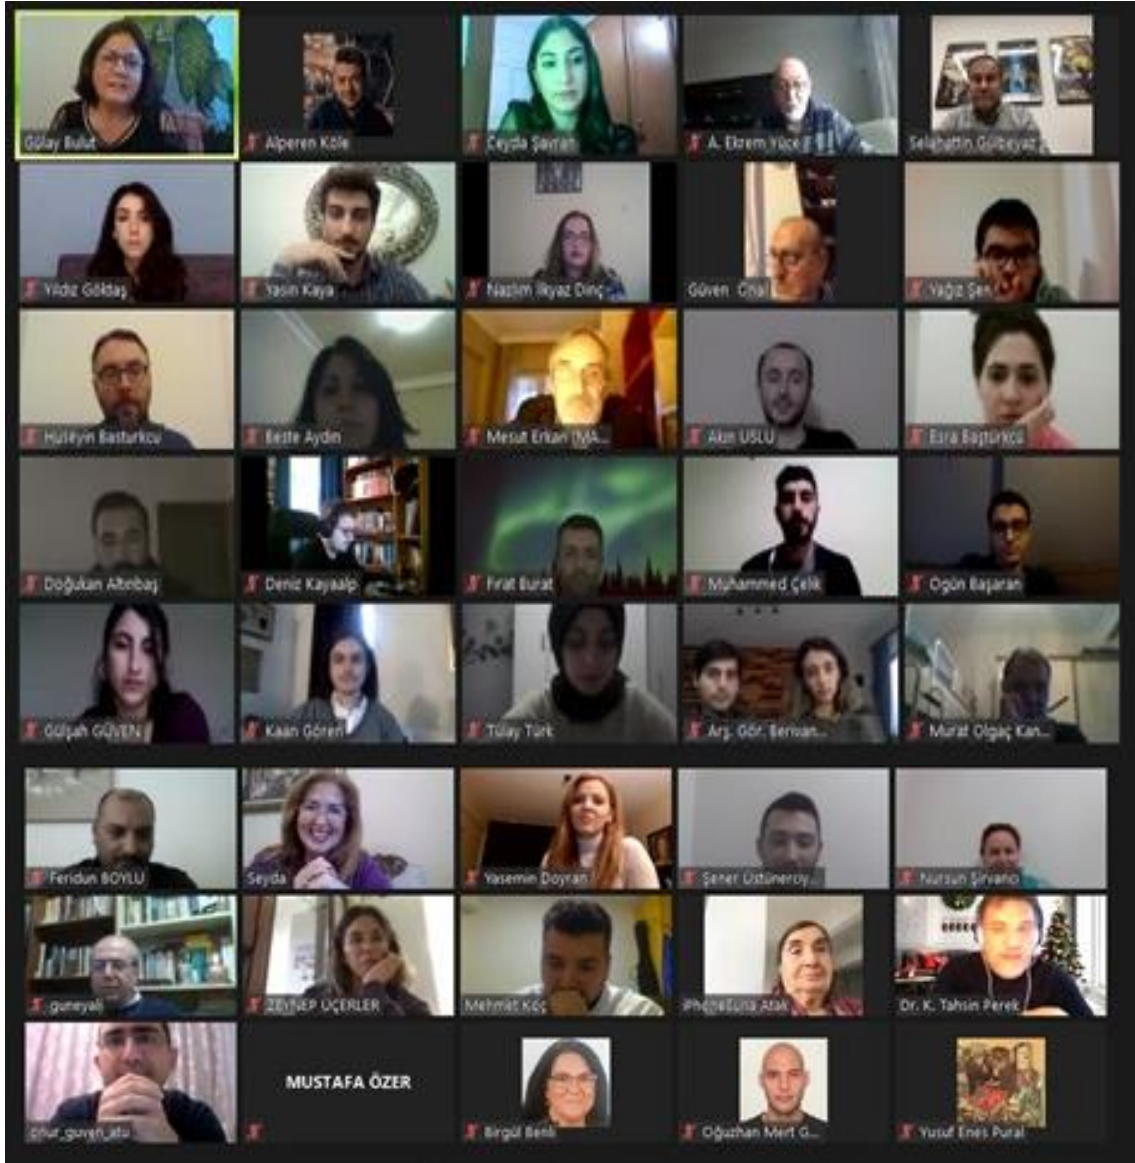 Gülay Bulut
Alperen Köle
Ceyda Şavran
A. Ekrem Yüce
Selahattin Gülbeyaz
Yıldız Göktaş
Yasin Kaya
Nazlım İlkyaz Dinç
Güven
Yağız Şen
Hüseyin Basturkcu
Beste Aydın
Mesut Erkan (MA...
Akın USLU
Esra Baştürkcü
Doğukan Altınbaş
Deniz Kayaalp
Fırat Burat
Muhammed Çelik
Ogün Başaran
Gülşah GÜVEN
Kaan Gören
Tülay Türk
Arş. Gör. Berivan...
Murat Olgaç Kan...
Feridun BOYLU
Seyda
Yasemin Doyran
Şener Üstüneroy...
Nursun Şirvancı
guneyali
ZEYNEP UÇERLER
Mehmet Koç
Dr. K. Tahsin Perek
onur_guven_atu
MUSTAFA ÖZER
Birgül Benli
Oğuzhan Mert G...
Yusuf Enes Pural